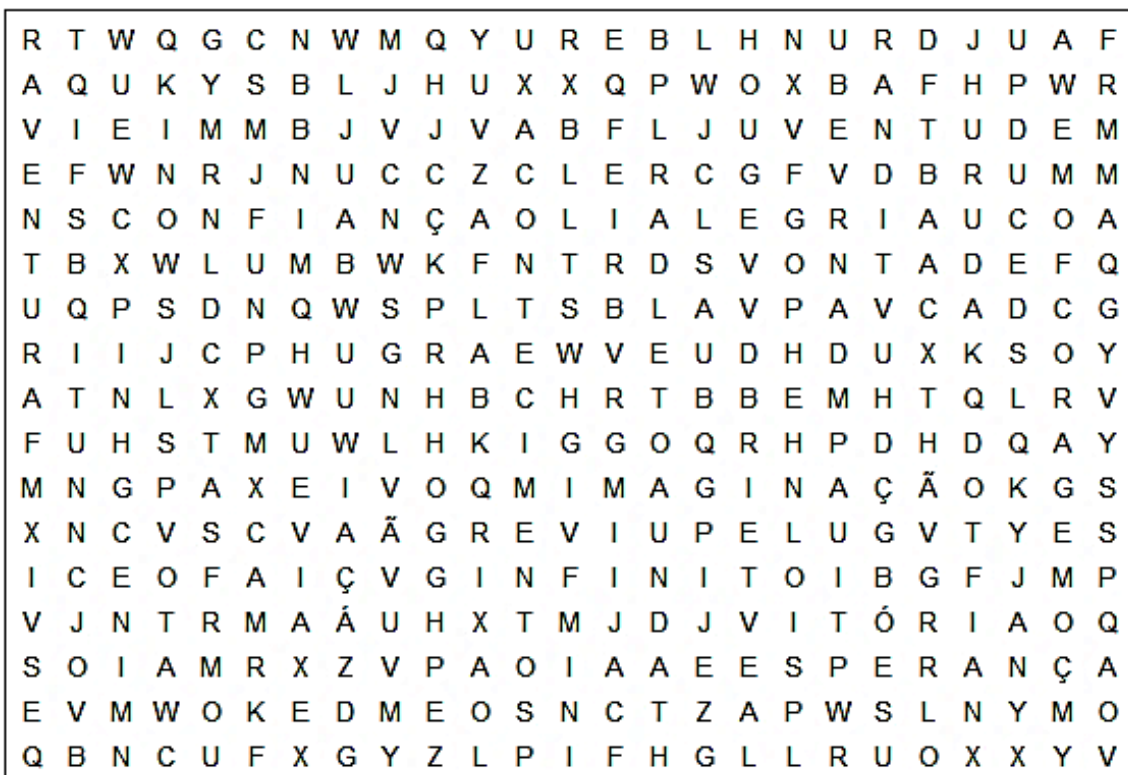 R T W Q G C N W M Q Y U R E B L H N U R D J U A F
A Q U K Y S B L J H U X X Q P W O X B A F H P W R
V I E I M M B J V J V A B F L J U V E N T U D E M
E F W N R J N U C C Z C L E R C G F V D B R U M M
N S C O N F I A N Ç A O L I A L E G R I A U C O A
T B X W L U M B W K F N T R D S V O N T A D E F Q
U Q P S D N Q W S P L T S B L A V P A V C A D C G
R I I J C P H U G R A E W V E U D H D U X K S O Y
A T N L X G W U N H B C H R T B B E M H T Q L R V
F U H S T M U W L H K I G G O Q R H P D H D Q A Y
M N G P A X E I V O Q M I M A G I N A Ç Ã O K G S
X N C V S C V A Ã G R E V I U P E L U G V T Y E S
I C E O F A I Ç V G I N F I N I T O I B G F J M P
V J N T R M A Á U H X T M J D J V I T Ó R I A O Q
S O I A M R X Z V P A O I A A E E S P E R A N Ç A
E V M W O K E D M E O S N C T Z A P W S L N Y M O
Q B N C U F X G Y Z L P I F H G L L R U O X X Y V